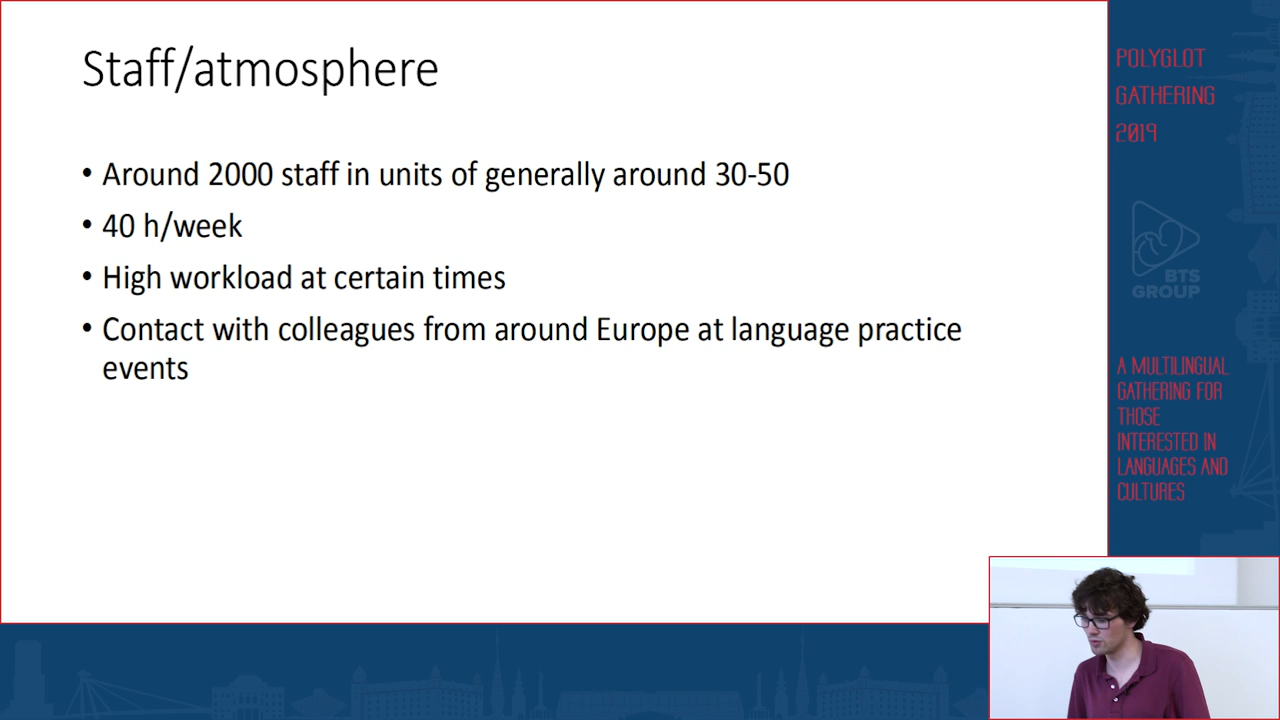 Staff/atmosphere
• Around 2000 staff in units of generally around 30-50
• 40 h/week
• High workload at certain times
• Contact with colleagues from around Europe at language practice
events
POLYGLOT
GATHERING
2019
BTS
GROUP
A MULTILINGUAL
GATHERING FOR
THOSE
INTERESTED IN
LANGUAGES AND
CULTURES